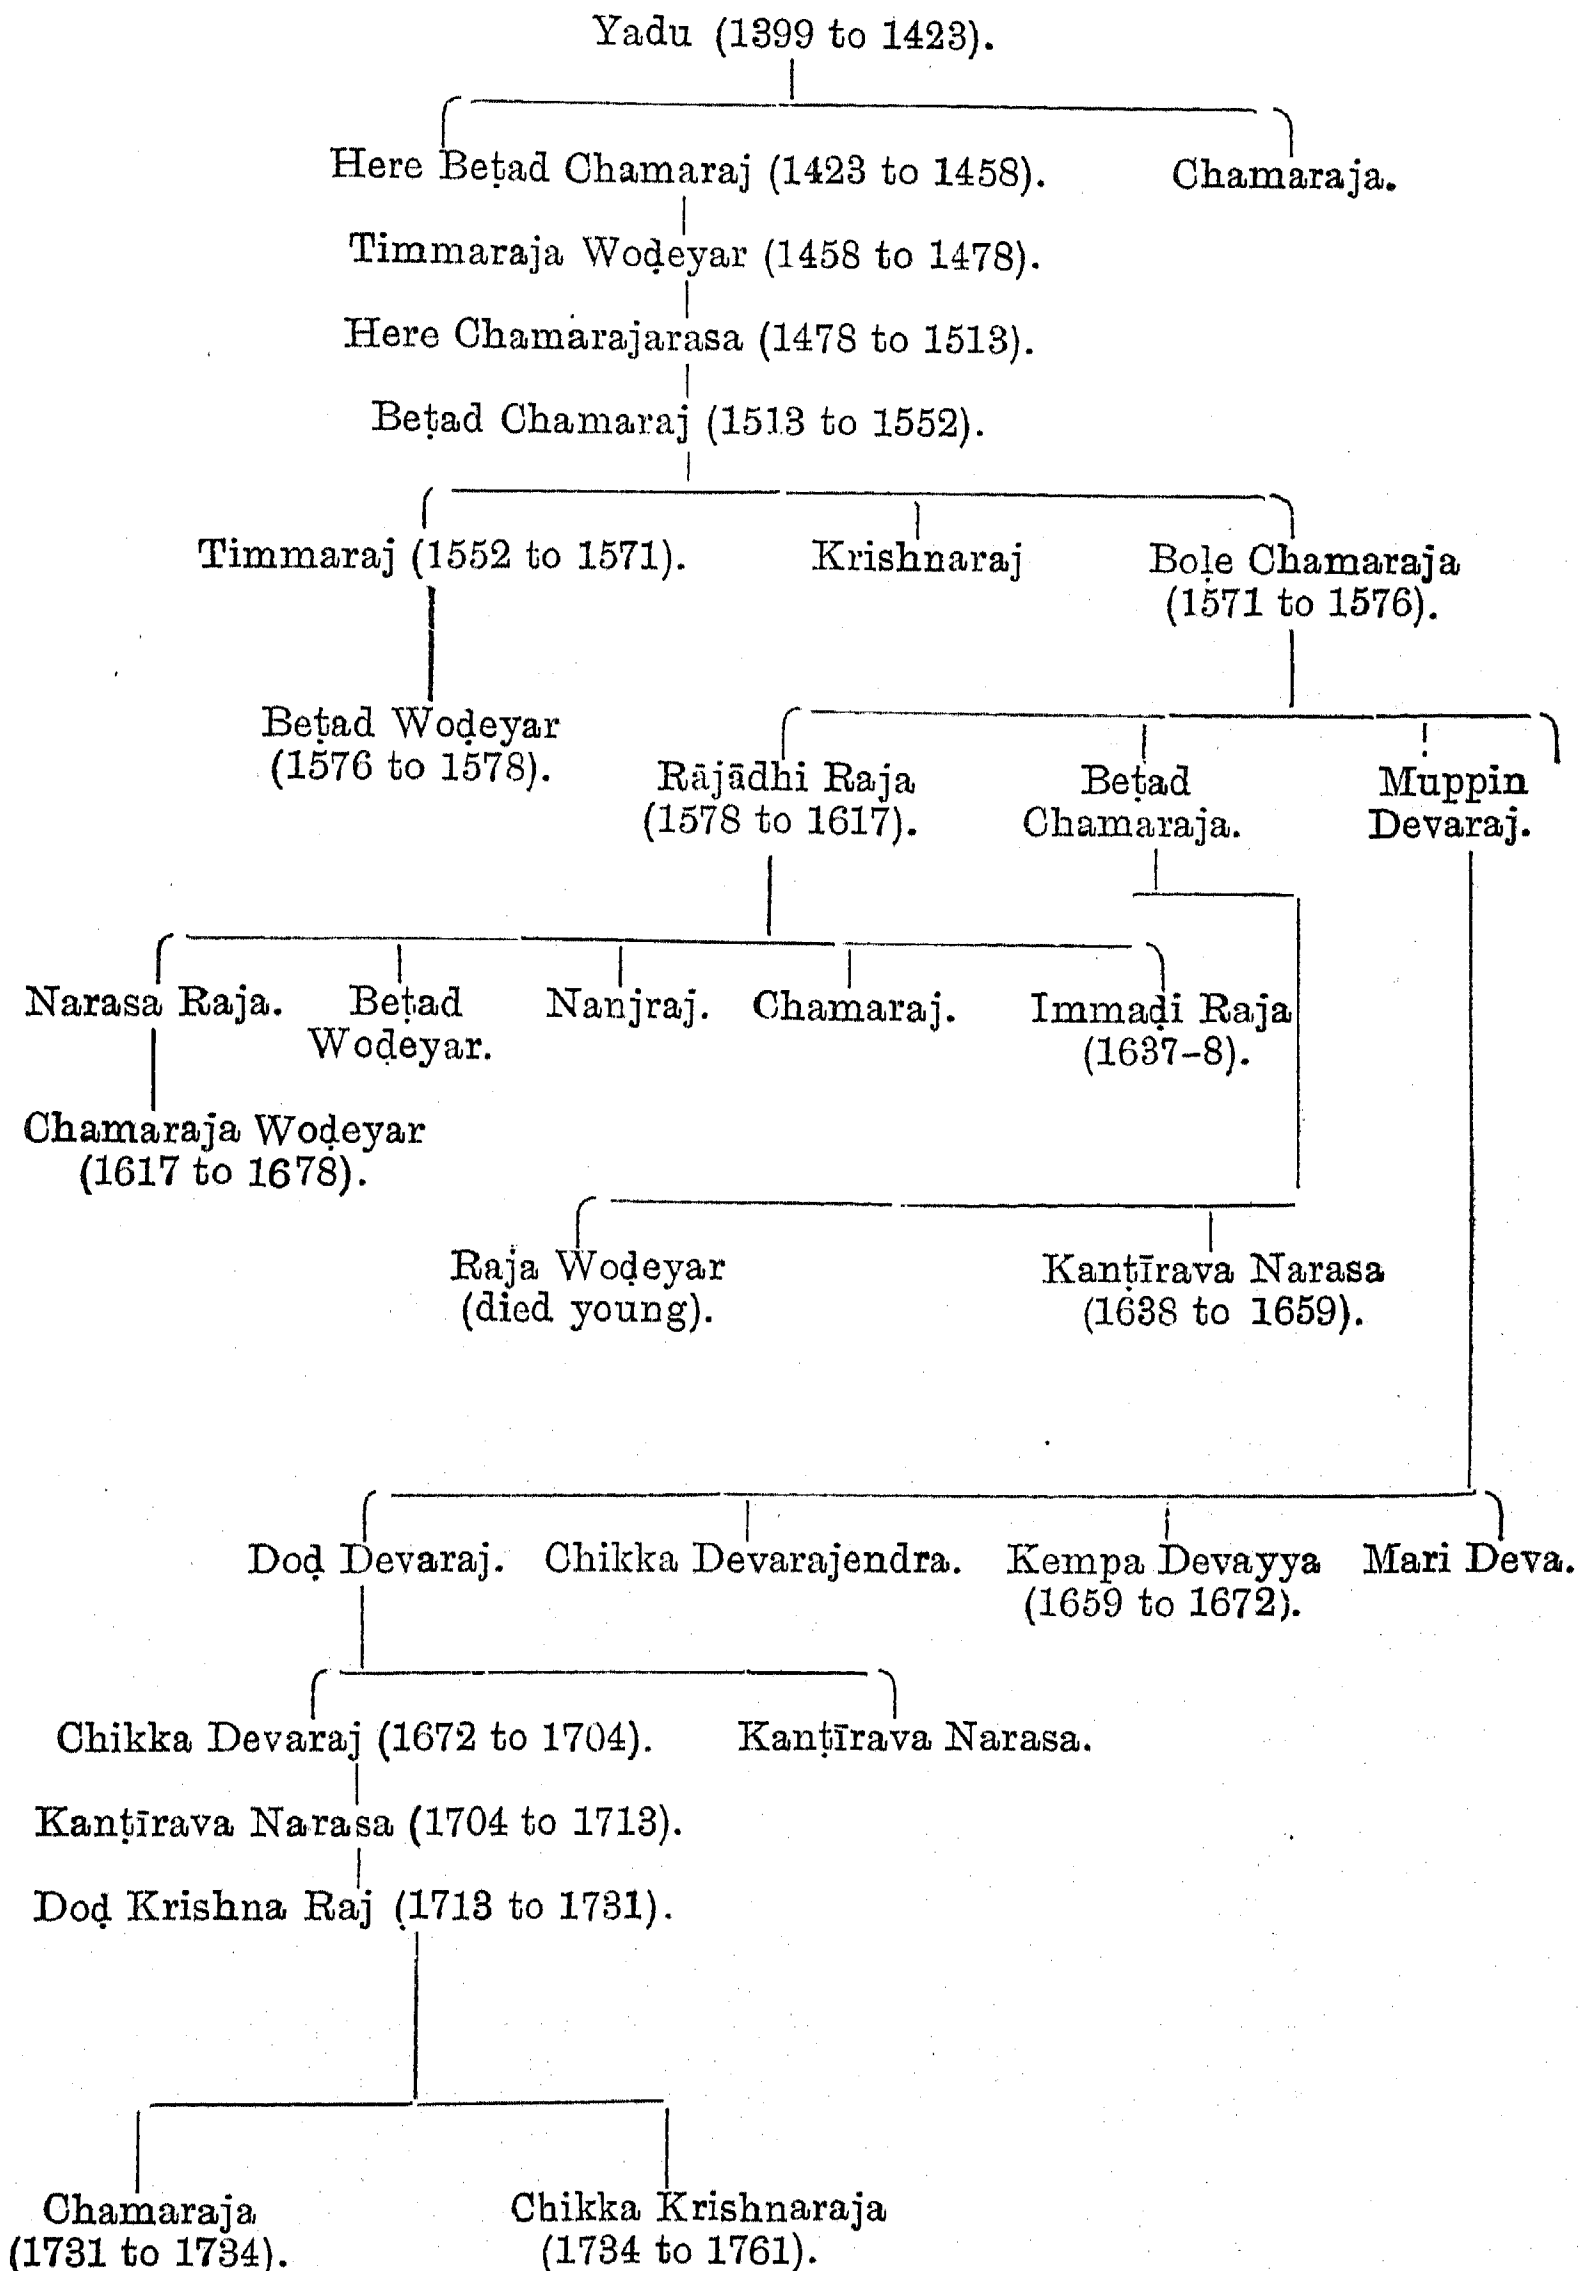 Yadu (1399 to 1423).
Here Beṭad Chamaraj (1423 to 1458). Chamaraja.
Timmaraja Woḍeyar (1458 to 1478).
Here Chamarajarasa (1478 to 1513).
Beṭad Chamaraj (1513 to 1552).
Timmaraj (1552 to 1571). Krishnaraj Boḷe Chamaraja
(1571 to 1576).
Beṭad Woḍeyar
(1576 to 1578).
Rājādhi Raja Beṭad Muppin
(1578 to 1617). Chamaraja. Devaraj.
Narasa Raja. Beṭad Nanjraj. Chamaraj. Immaḍi Raja
Woḍeyar. (1637–8).
Chamaraja Woḍeyar
(1617 to 1678).
Raja Woḍeyar Kanṭīrava Narasa
(died young). (1638 to 1659).
Doḍ Devaraj. Chikka Devarajendra. Kempa Devayya Mari Deva.
(1659 to 1672).
Chikka Devaraj (1672 to 1704). Kanṭīrava Narasa.
Kanṭīrava Narasa (1704 to 1713).
Doḍ Krishna Raj (1713 to 1731).
Chamaraja Chikka Krishnaraja
(1731 to 1734). (1734 to 1761).